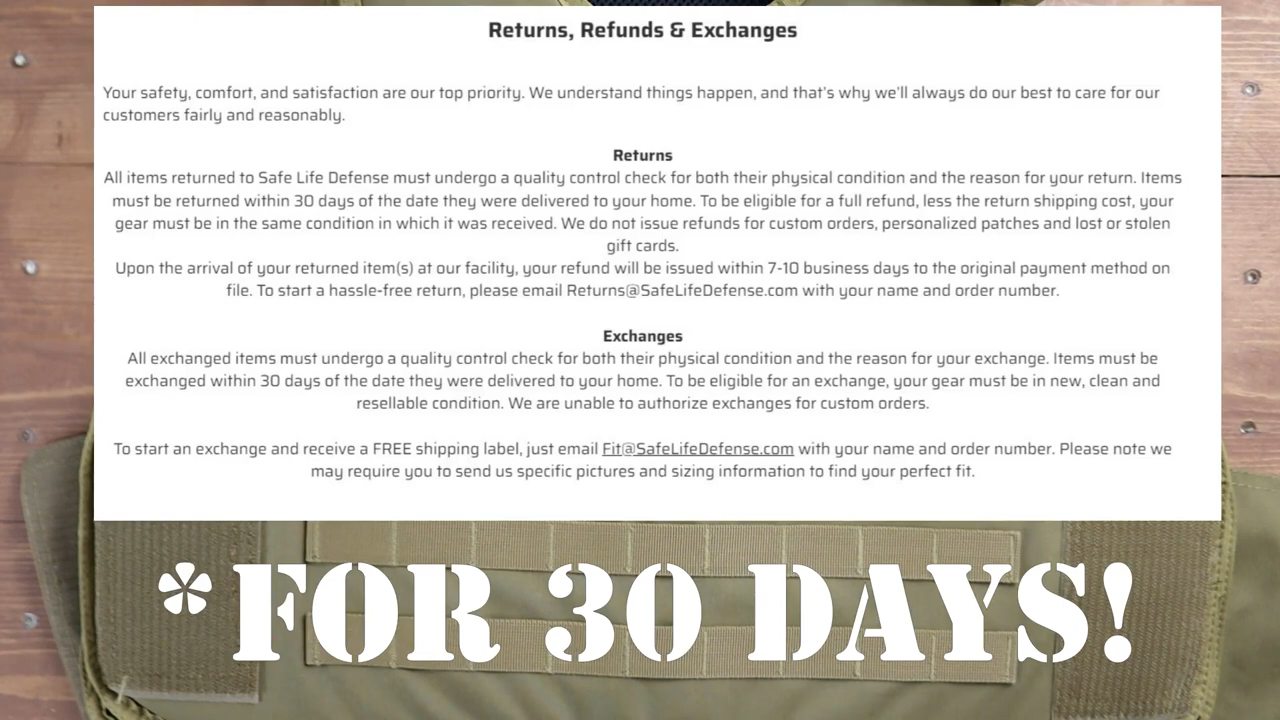 Returns, Refunds & Exchanges
Your safety, comfort, and satisfaction are our top priority. We understand things happen, and that's why we'll always do our best to care for our
customers fairly and reasonably.
Returns
All items returned to Safe Life Defense must undergo a quality control check for both their physical condition and the reason for your return. Items
must be returned within 30 days of the date they were delivered to your home. To be eligible for a full refund, less the return shipping cost, your
gear must be in the same condition in which it was received. We do not issue refunds for custom orders, personalized patches and lost or stolen
gift cards.
Upon the arrival of your returned item(s) at our facility, your refund will be issued within 7-10 business days to the original payment method on
file. To start a hassle-free return, please email Returns@SafeLifeDefense.com with your name and order number.
Exchanges
All exchanged items must undergo a quality control check for both their physical condition and the reason for your exchange. Items must be
exchanged within 30 days of the date they were delivered to your home. To be eligible for an exchange, your gear must be in new, clean and
resellable condition. We are unable to authorize exchanges for custom orders.
To start an exchange and receive a FREE shipping label, just email Fit@SafeLifeDefense.com with your name and order number. Please note we
may require you to send us specific pictures and sizing information to find your perfect fit.
*FOR 30 DAYS!